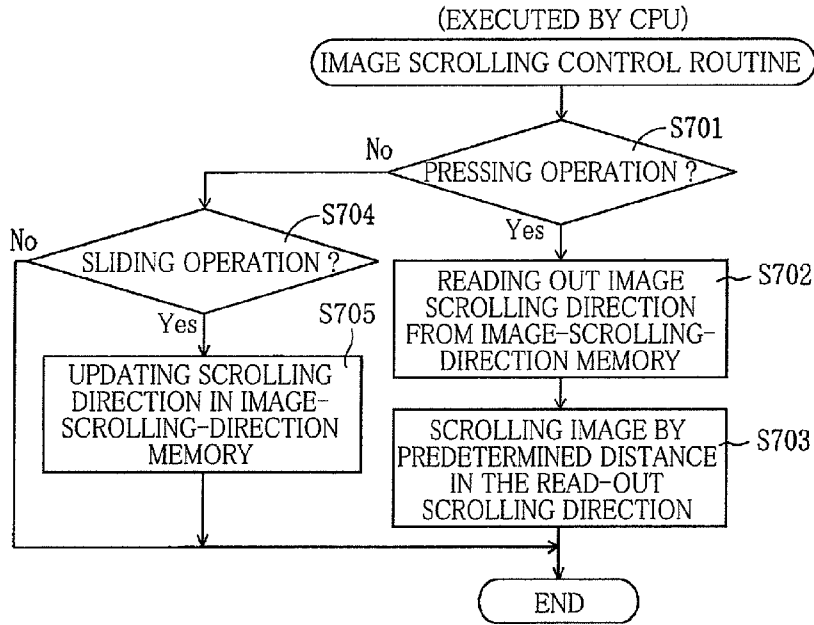 (EXECUTED BY CPU)
IMAGE SCROLLING CONTROL ROUTINE
S701
PRESSING OPERATION ?
No
Yes
S704
SLIDING OPERATION ?
No
Yes
S702
READING OUT IMAGE
SCROLLING DIRECTION
FROM IMAGE-SCROLLING-
DIRECTION MEMORY
S705
UPDATING SCROLLING
DIRECTION IN IMAGE-
SCROLLING-DIRECTION
MEMORY
S703
SCROLLING IMAGE BY
PREDETERMINED DISTANCE
IN THE READ-OUT
SCROLLING DIRECTION
END